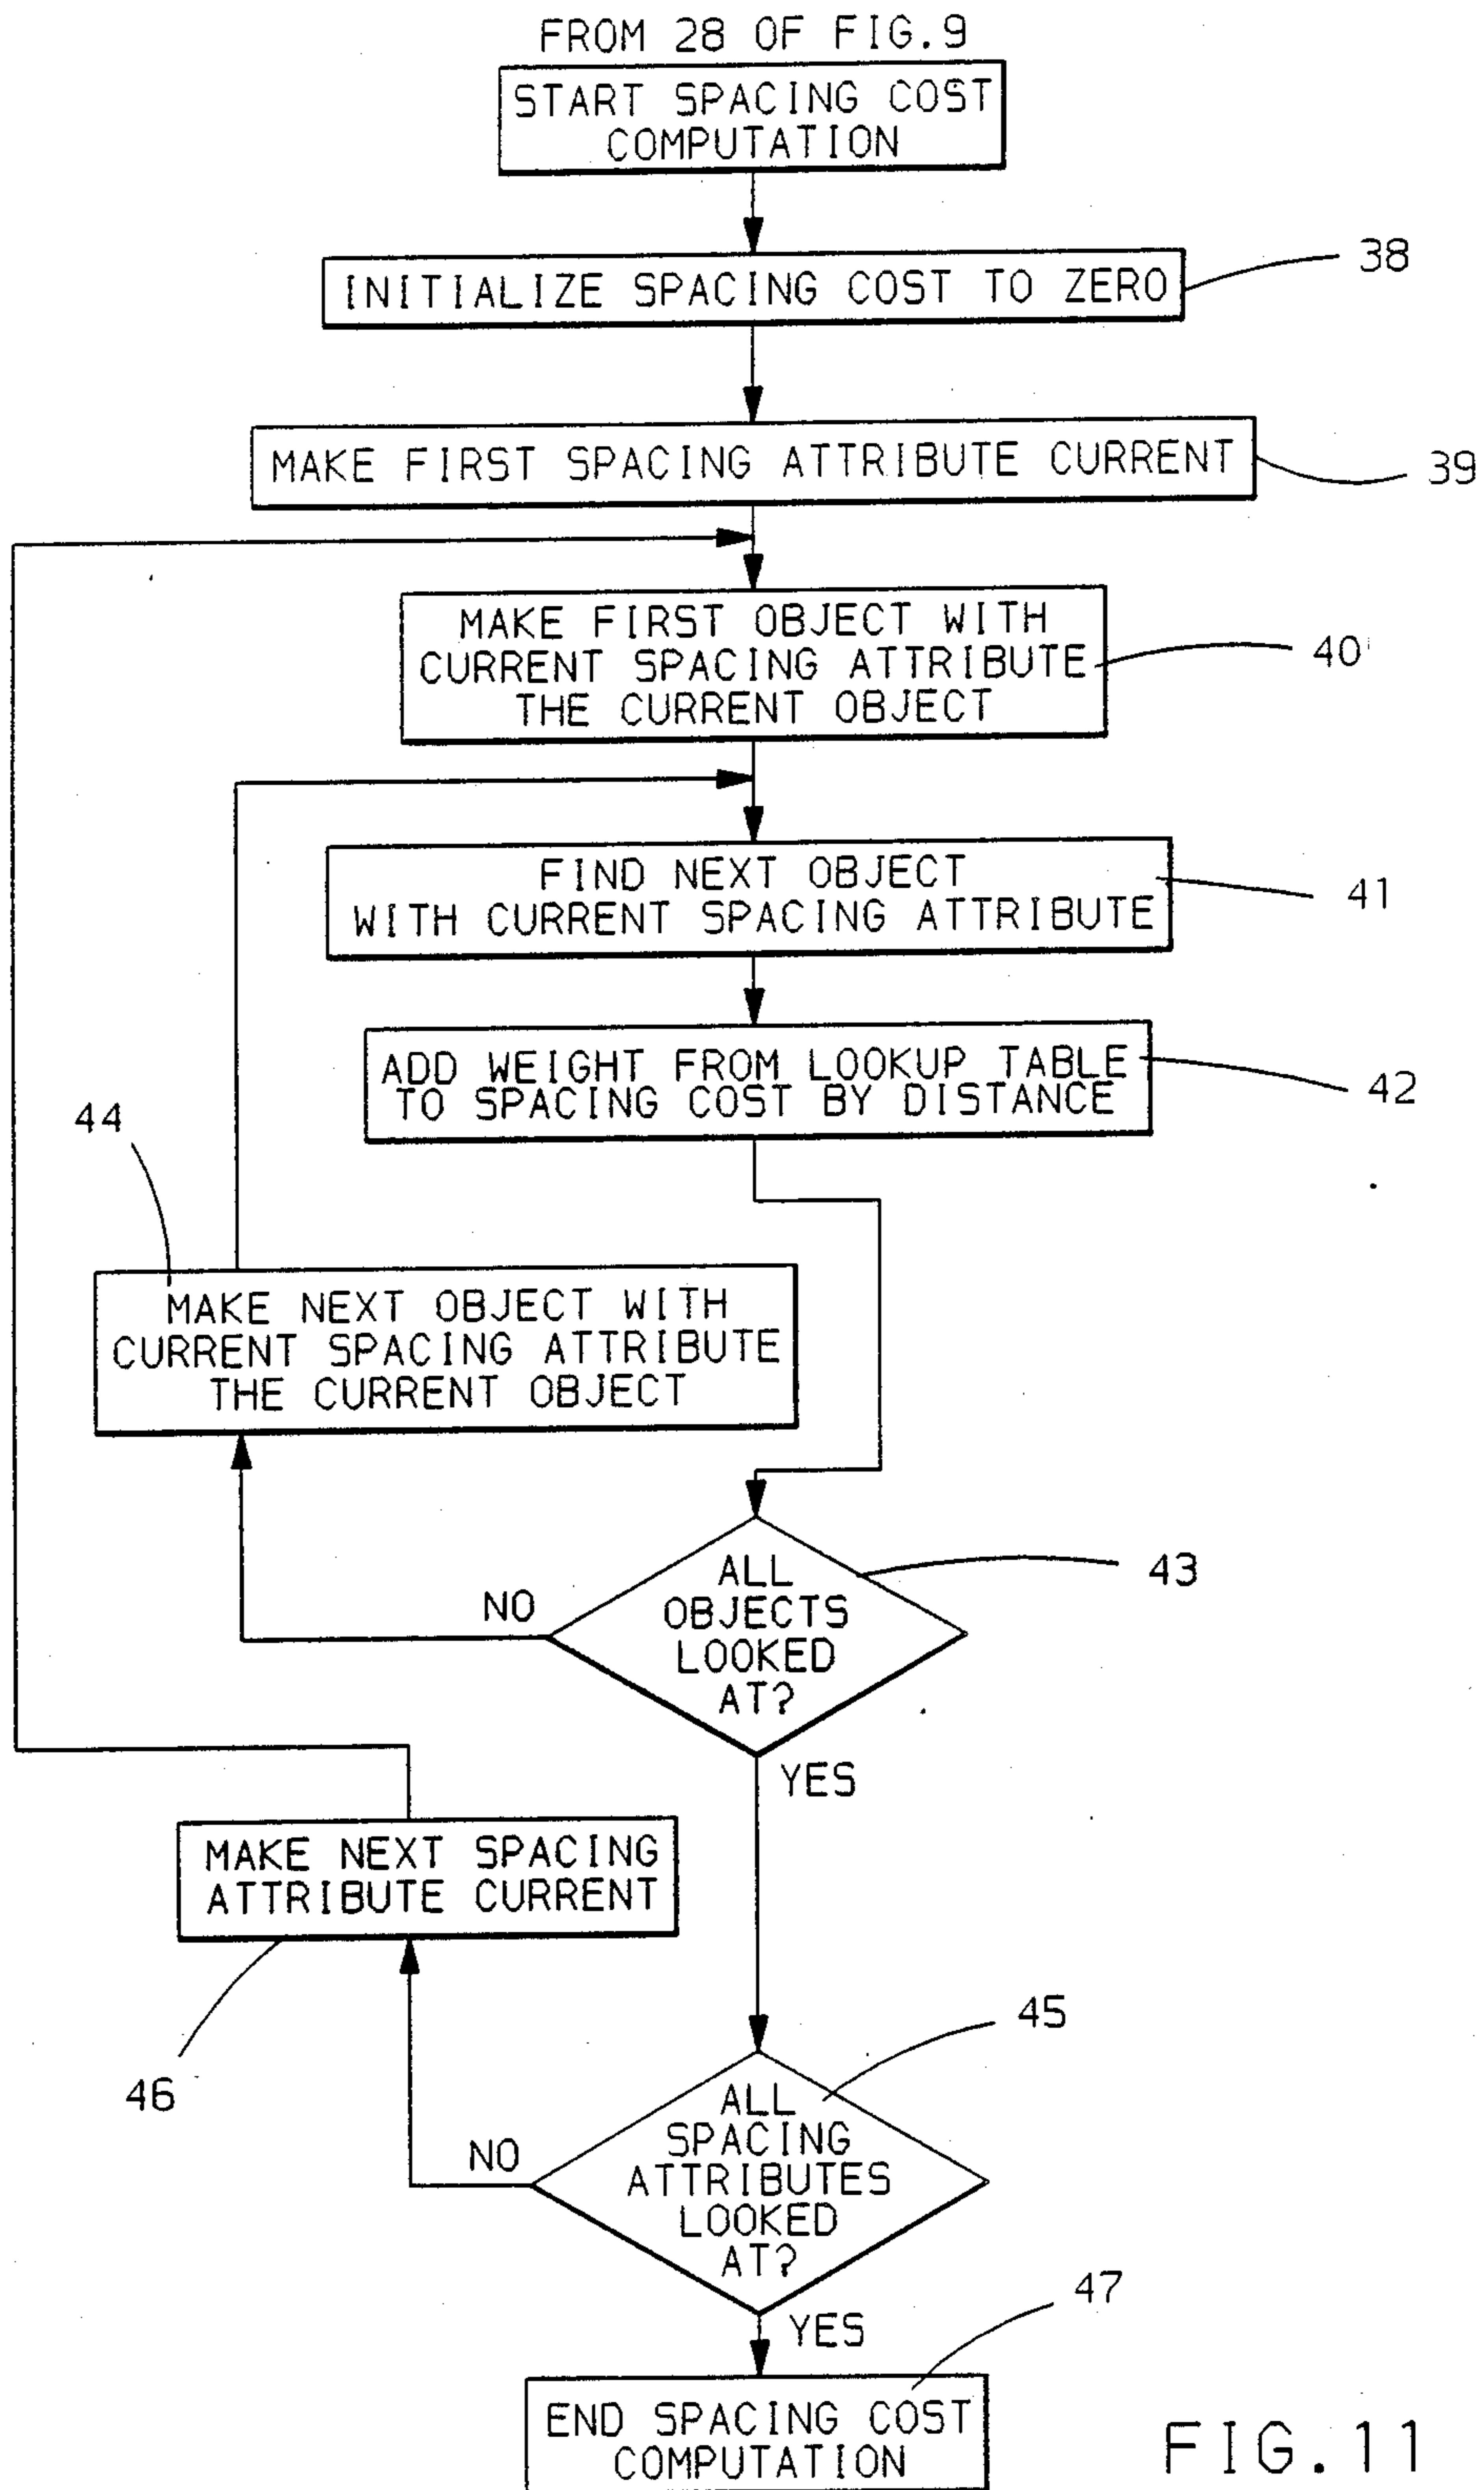 FROM 28 OF FIG.9
START SPACING COST
COMPUTATION
INITIALIZE SPACING COST TO ZERO
38
MAKE FIRST SPACING ATTRIBUTE CURRENT
39
MAKE FIRST OBJECT WITH
CURRENT SPACING ATTRIBUTE
THE CURRENT OBJECT
40
FIND NEXT OBJECT
WITH CURRENT SPACING ATTRIBUTE
41
ADD WEIGHT FROM LOOKUP TABLE
TO SPACING COST BY DISTANCE
42
44
MAKE NEXT OBJECT WITH
CURRENT SPACING ATTRIBUTE
THE CURRENT OBJECT
ALL
OBJECTS
LOOKED
AT?
43
NO
YES
MAKE NEXT SPACING
ATTRIBUTE CURRENT
46
45
ALL
SPACING
ATTRIBUTES
LOOKED
AT?
NO
YES
47
END SPACING COST
COMPUTATION
FIG.11